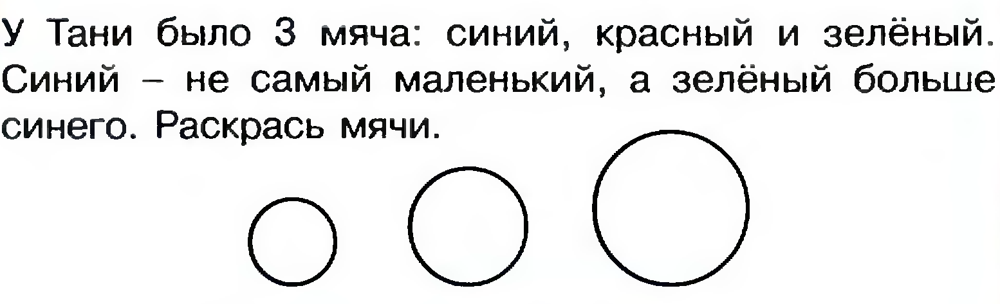 У Тани было 3 мяча: синий, красный и зелёный.
Синий – не самый маленький, а зелёный больше
синего. Раскрась мячи.